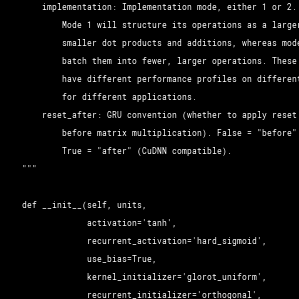 implementation: Implementation mode, either 1 or 2.
Mode 1 will structure its operations as a larger
smaller dot products and additions, whereas mode
batch them into fewer, larger operations. These
have different performance profiles on different
for different applications.
reset_after: GRU convention (whether to apply reset
before matrix multiplication). False = "before"
True = "after" (CuDNN compatible).
"""
def __init__(self, units,
activation='tanh',
recurrent_activation='hard_sigmoid',
use_bias=True,
kernel_initializer='glorot_uniform',
recurrent_initializer='orthogonal',